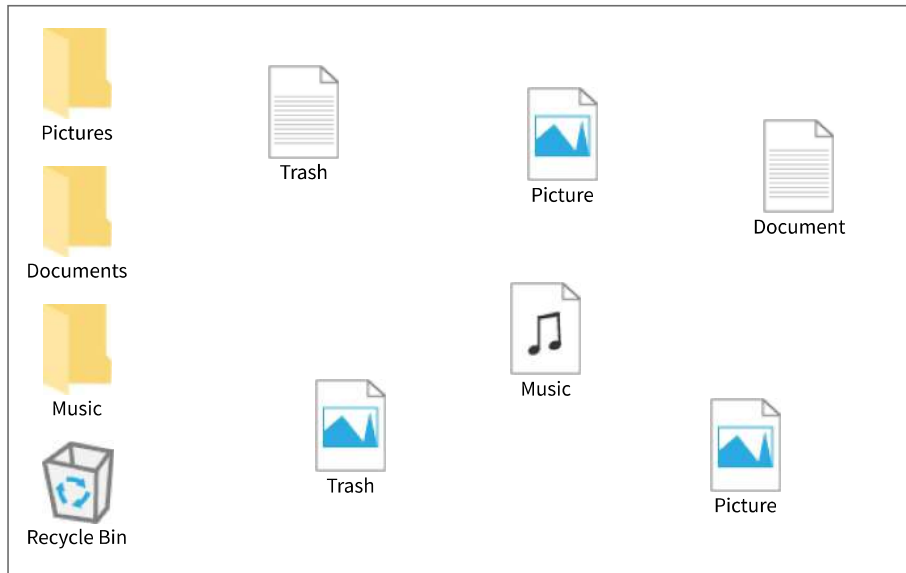 Pictures
Trash
Picture
Document
Documents
Music
Music
Trash
Picture
Recycle Bin